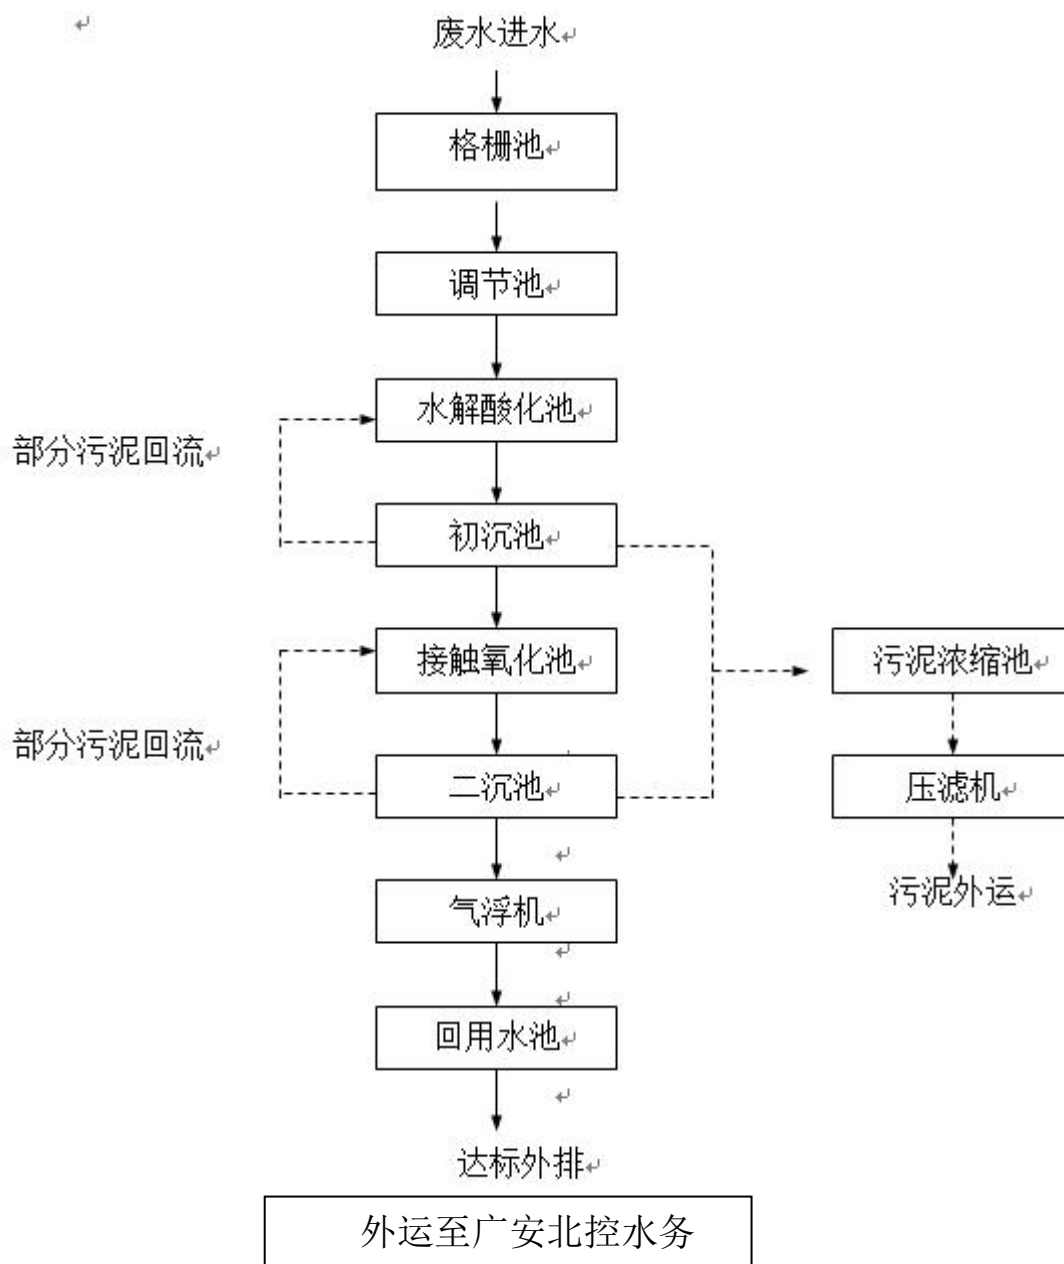 废水进水
格栅池
调节池
水解酸化池
部分污泥回流
初沉池
接触氧化池
污泥浓缩池
部分污泥回流
二沉池
压滤机
气浮机
污泥外运
回用水池
达标外排
外运至广安北控水务